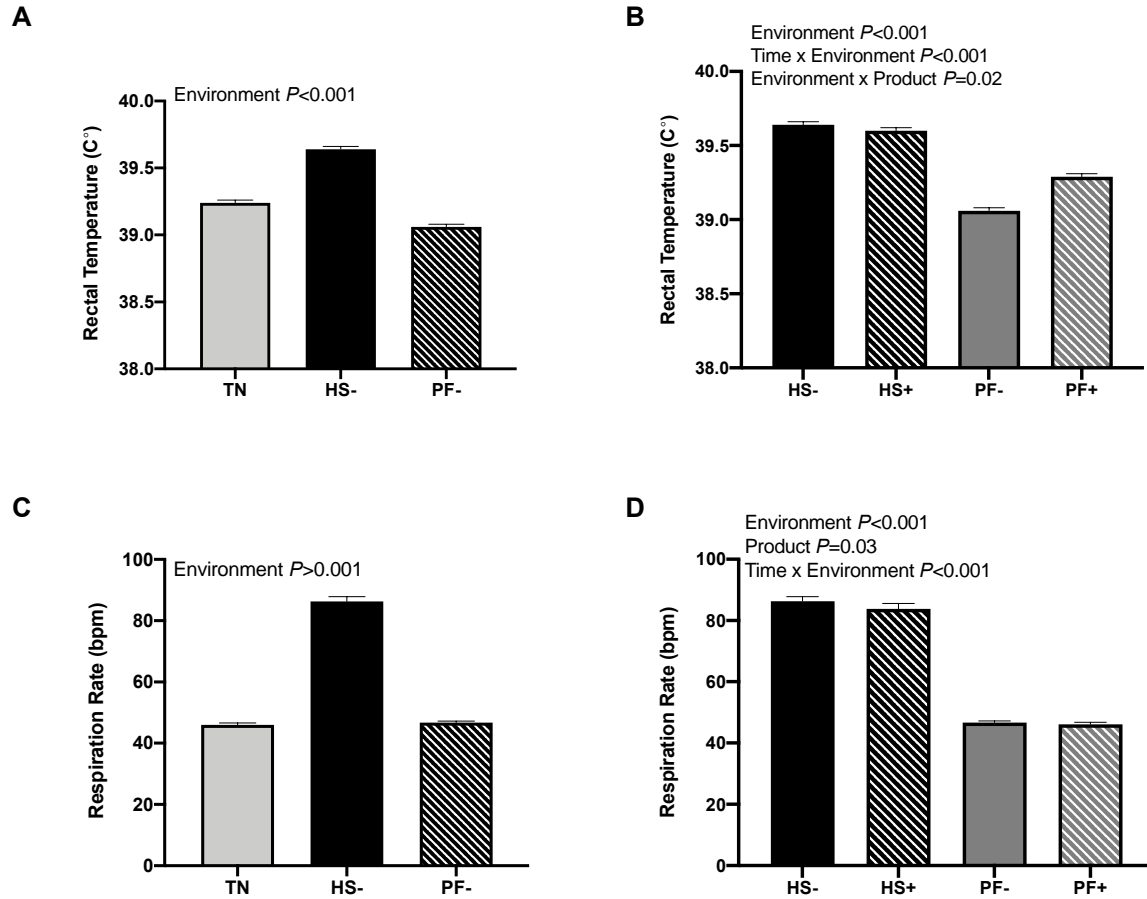 A
Environment P<0.001
Rectal Temperature (C°)
40.0
39.5
39.0
38.5
38.0
TN HS- PF-
B
Environment P<0.001
Time x Environment P<0.001
Environment x Product P=0.02
Rectal Temperature (C°)
40.0
39.5
39.0
38.5
38.0
HS- HS+ PF- PF+
C
Environment P>0.001
Respiration Rate (bpm)
100
80
60
40
20
0
TN HS- PF-
D
Environment P<0.001
Product P=0.03
Time x Environment P<0.001
Respiration Rate (bpm)
100
80
60
40
20
0
HS- HS+ PF- PF+